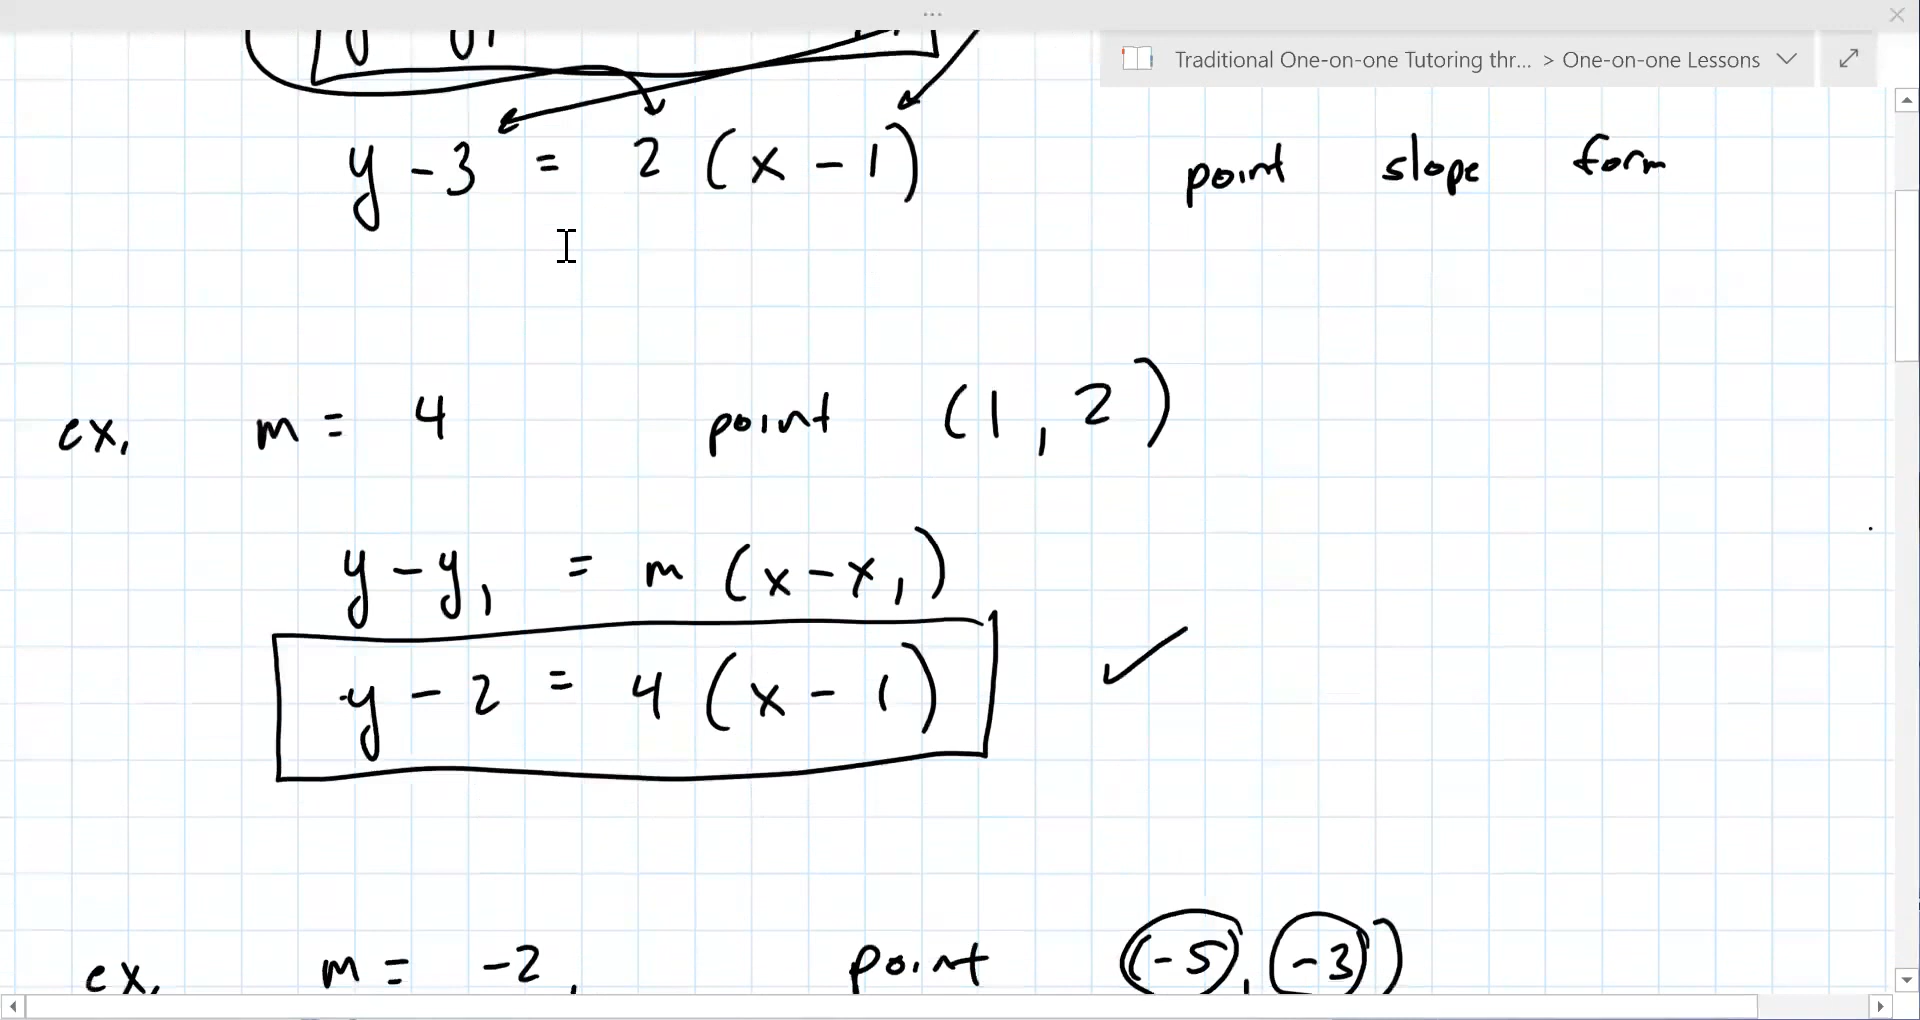 Traditional One-on-one Tutoring thr... > One-on-one Lessons
y - 3 = 2 (x - 1) point slope form
ex. m = 4 point (1, 2)
y - y₁ = m (x - x₁)
y - 2 = 4 (x - 1) ✓
ex. m = -2, point (-5, -3)